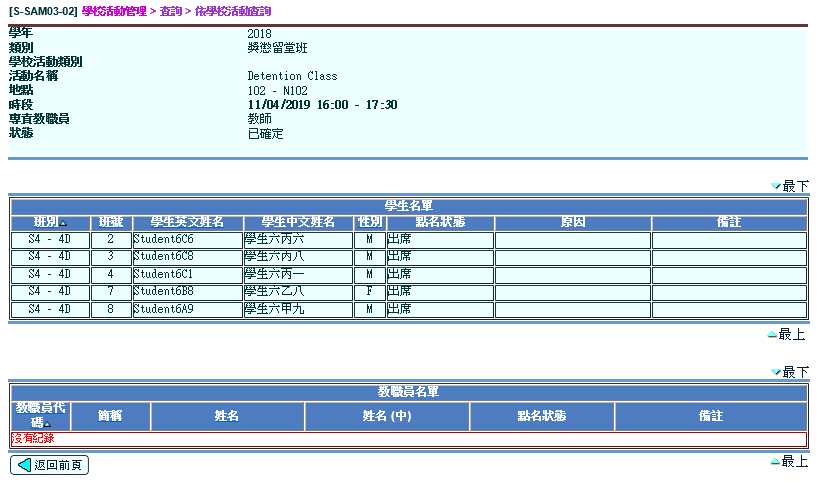 [S-SAM03-02] 學校活動管理 > 查詢 > 依學校活動查詢
學年 2018
類別 獎懲留堂班
學校活動類別
活動名稱 Detention Class
地點 102 - N102
時段 11/04/2019 16:00 - 17:30
專責教職員 教師
狀態 已確定
最下
學生名單
班別 班號 學生英文姓名 學生中文姓名 性別 點名狀態 原因 備註
S4 - 4D 2 Student6C6 學生六丙六 M 出席
S4 - 4D 3 Student6C8 學生六丙八 M 出席
S4 - 4D 4 Student6C1 學生六丙一 M 出席
S4 - 4D 7 Student6B8 學生六乙八 F 出席
S4 - 4D 8 Student6A9 學生六甲九 M 出席
最上
最下
教職員名單
教職員代碼 簡稱 姓名 姓名 (中) 點名狀態 備註
沒有紀錄
返回前頁 最上